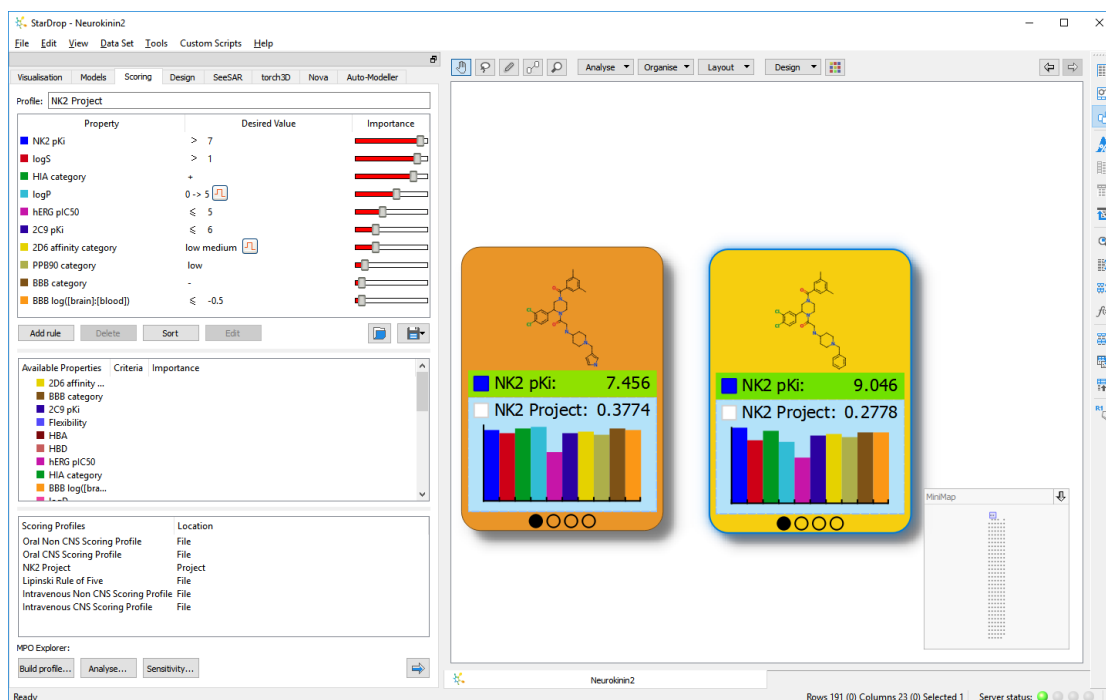 StarDrop - Neurokinin2
File Edit View Data Set Tools Custom Scripts Help
Visualisation Models Scoring Design SeeSAR torch3D Nova Auto-Modeller
Profile: NK2 Project
Property Desired Value Importance
NK2 pKi > 7
logS > 1
HIA category +
logP 0 -> 5
hERG pIC50 ≤ 5
2C9 pKi ≤ 6
2D6 affinity category low medium
PPB90 category low
BBB category -
BBB log([brain]:[blood]) ≤ -0.5
Add rule Delete Sort Edit
Available Properties Criteria Importance
2D6 affinity ...
BBB category
2C9 pKi
Flexibility
HBA
HBD
hERG pIC50
HIA category
BBB log([bra...
Scoring Profiles Location
Oral Non CNS Scoring Profile File
Oral CNS Scoring Profile File
NK2 Project Project
Lipinski Rule of Five File
Intravenous Non CNS Scoring Profile File
Intravenous CNS Scoring Profile File
MPO Explorer:
Build profile... Analyse... Sensitivity...
Ready
Analyse Organise Layout Design
NK2 pKi: 7.456
NK2 Project: 0.3774
NK2 pKi: 9.046
NK2 Project: 0.2778
MiniMap
Neurokinin2
Rows 191 (0) Columns 23 (0) Selected 1 Server status: